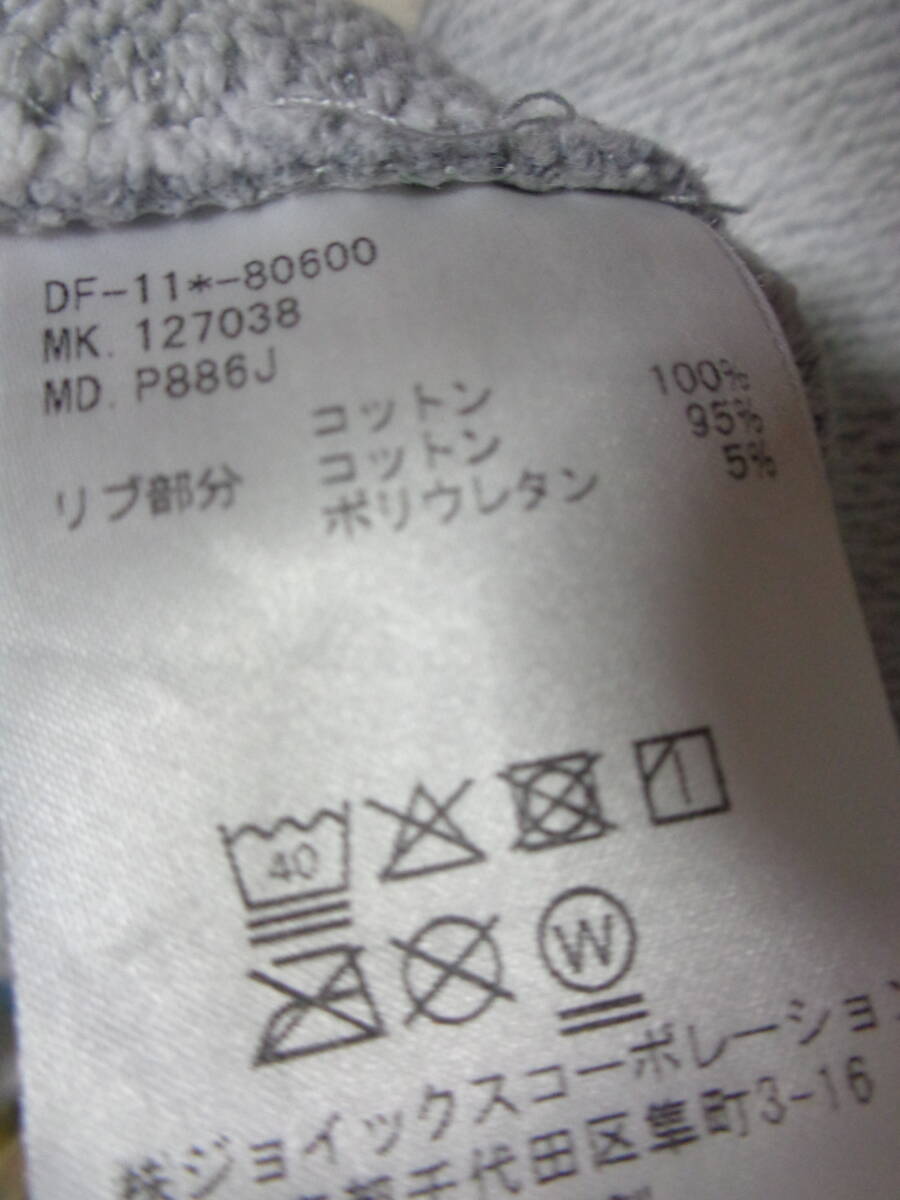 DF-11*-80600
MK. 127038
MD. P886J
コットン 100%
リブ部分 コットン 95%
ポリウレタン 5%
40
W
㈱ジョイックスコーポレーション
千代田区隼町3-16